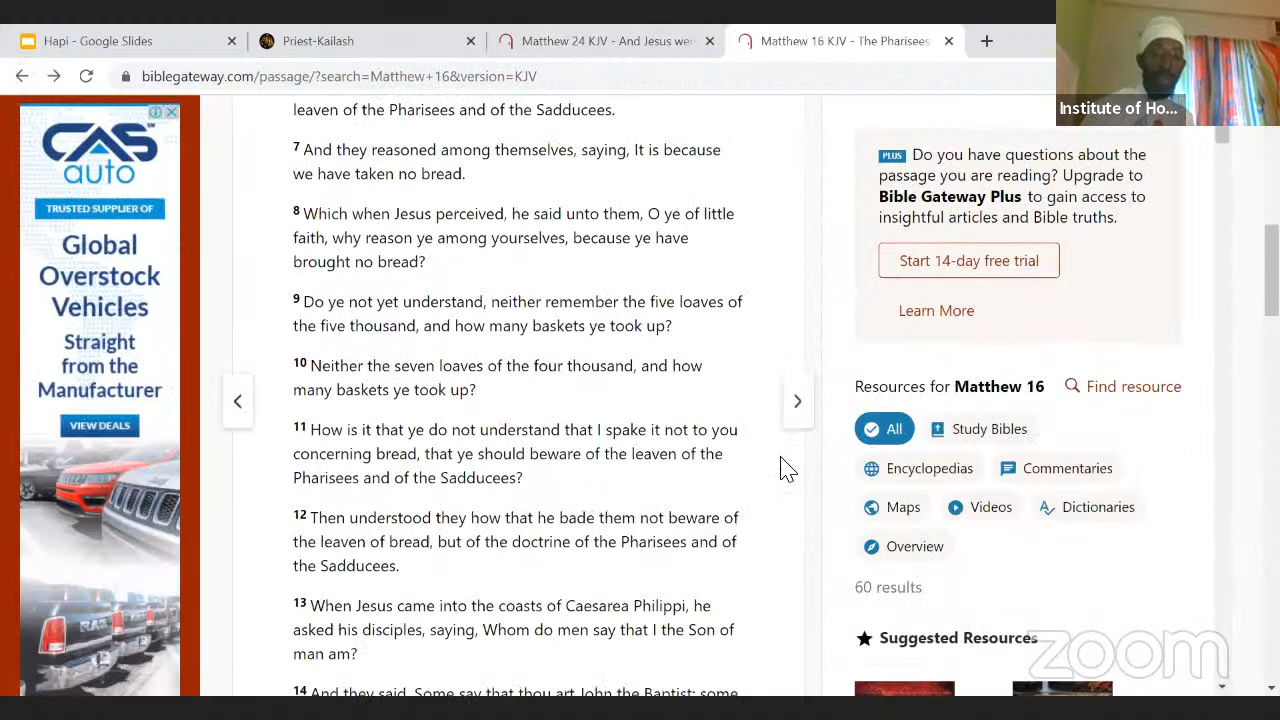 Hapi - Google Slides
Priest-Kailash
Matthew 24 KJV - And Jesus wen
Matthew 16 KJV - The Pharisees
biblegateway.com/passage/?search=Matthew+16&version=KJV
Institute of Ho...
CAS
auto
TRUSTED SUPPLIER OF
Global
Overstock
Vehicles
Straight
from the
Manufacturer
VIEW DEALS
RAM
leaven of the Pharisees and of the Sadducees.
7 And they reasoned among themselves, saying, It is because
we have taken no bread.
8 Which when Jesus perceived, he said unto them, O ye of little
faith, why reason ye among yourselves, because ye have
brought no bread?
9 Do ye not yet understand, neither remember the five loaves of
the five thousand, and how many baskets ye took up?
10 Neither the seven loaves of the four thousand, and how
many baskets ye took up?
11 How is it that ye do not understand that I spake it not to you
concerning bread, that ye should beware of the leaven of the
Pharisees and of the Sadducees?
12 Then understood they how that he bade them not beware of
the leaven of bread, but of the doctrine of the Pharisees and of
the Sadducees.
13 When Jesus came into the coasts of Caesarea Philippi, he
asked his disciples, saying, Whom do men say that I the Son of
man am?
14 Some say that thou art John the Baptist: some
PLUS Do you have questions about the
passage you are reading? Upgrade to
Bible Gateway Plus to gain access to
insightful articles and Bible truths.
Start 14-day free trial
Learn More
Resources for Matthew 16
Find resource
All
Study Bibles
Encyclopedias
Commentaries
Maps
Videos
Dictionaries
Overview
60 results
Suggested Resources
zoom